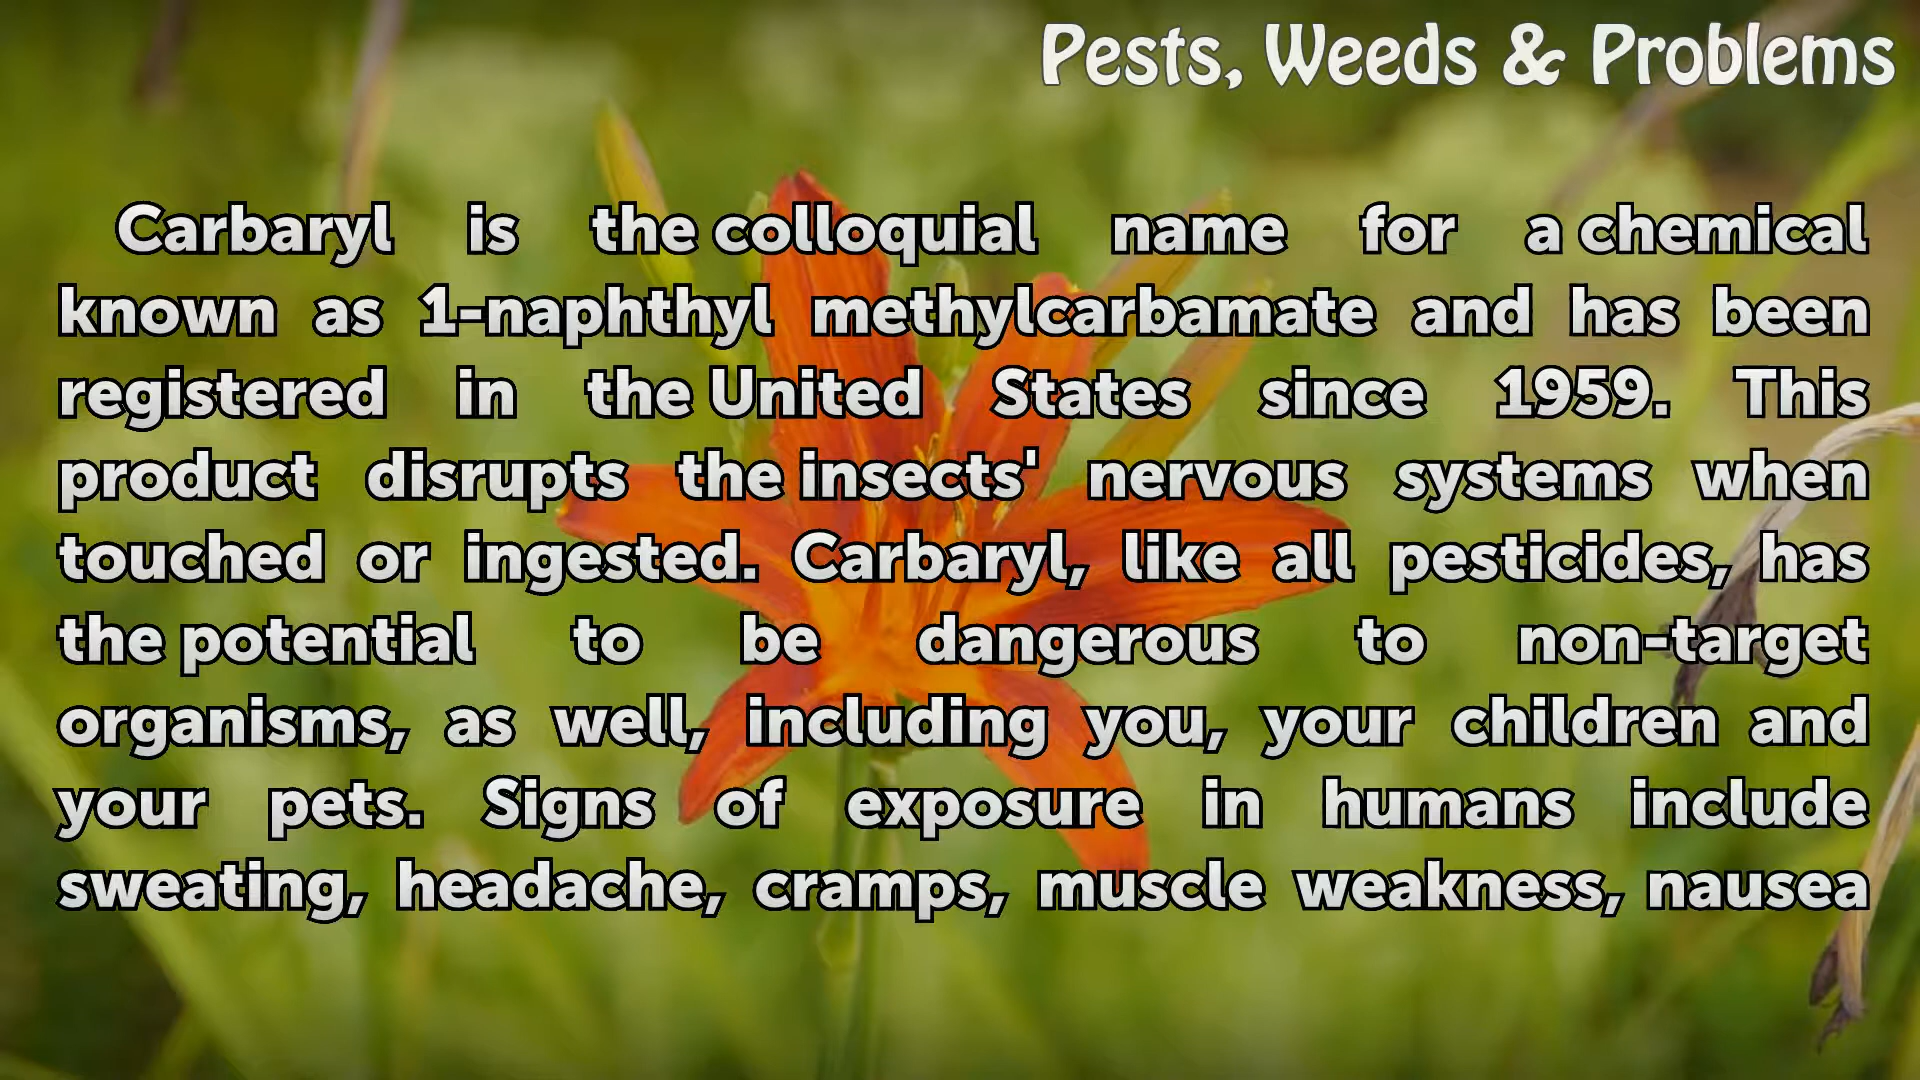 Pests, Weeds & Problems
Carbaryl is the colloquial name for a chemical
known as 1-naphthyl methylcarbamate and has been
registered in the United States since 1959. This
product disrupts the insects' nervous systems when
touched or ingested. Carbaryl, like all pesticides, has
the potential to be dangerous to non-target
organisms, as well, including you, your children and
your pets. Signs of exposure in humans include
sweating, headache, cramps, muscle weakness, nausea